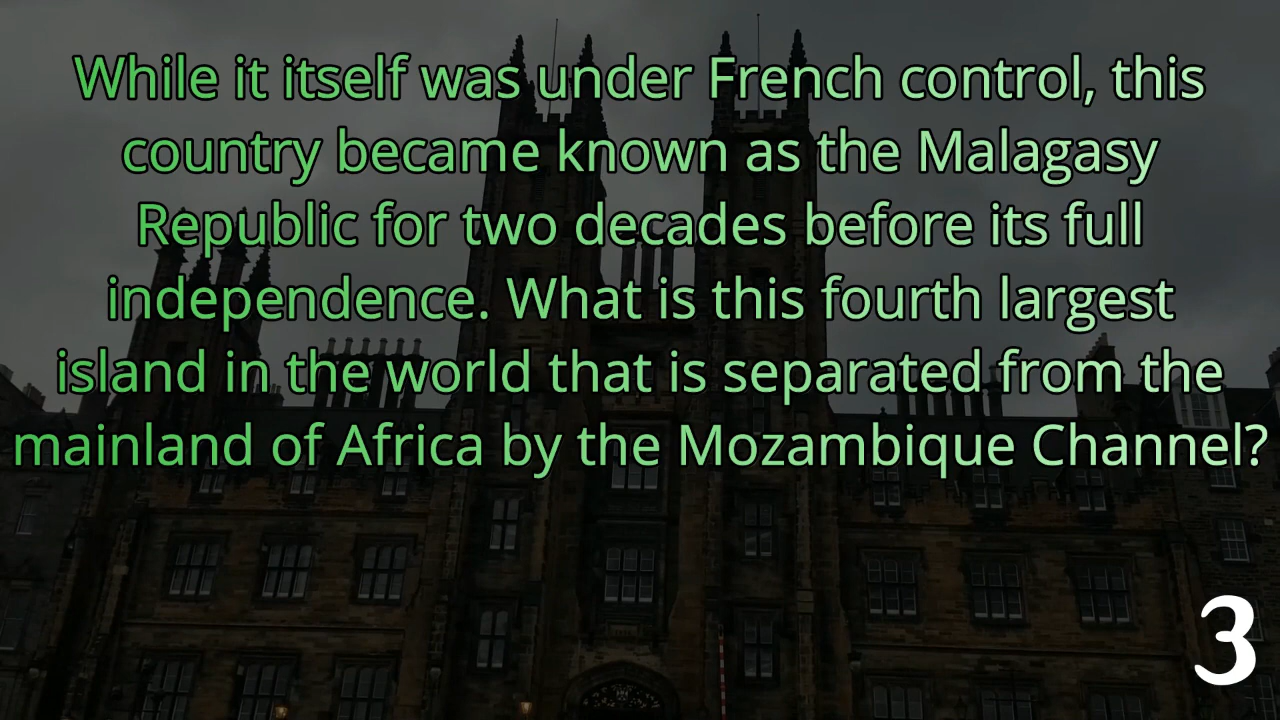 While it itself was under French control, this
country became known as the Malagasy
Republic for two decades before its full
independence. What is this fourth largest
island in the world that is separated from the
mainland of Africa by the Mozambique Channel?
3